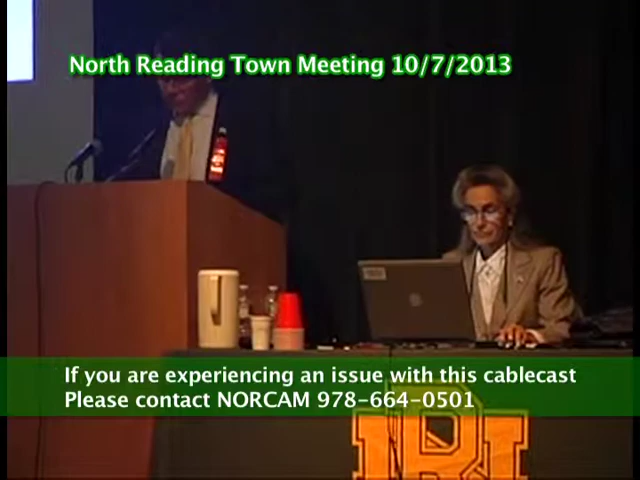 North Reading Town Meeting 10/7/2013
If you are experiencing an issue with this cablecast
Please contact NORCAM 978-664-0501